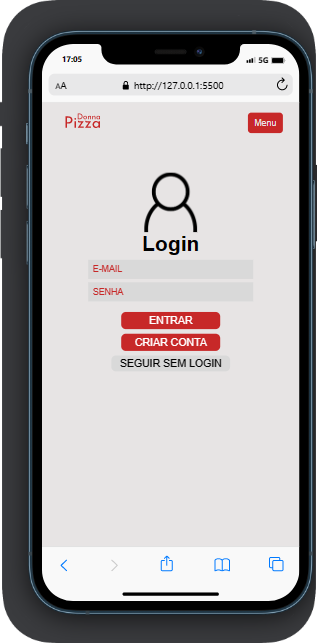 17:05
5G
AA
http://127.0.0.1:5500
Donna
Pizza
Menu
Login
E-MAIL
SENHA
ENTRAR
CRIAR CONTA
SEGUIR SEM LOGIN